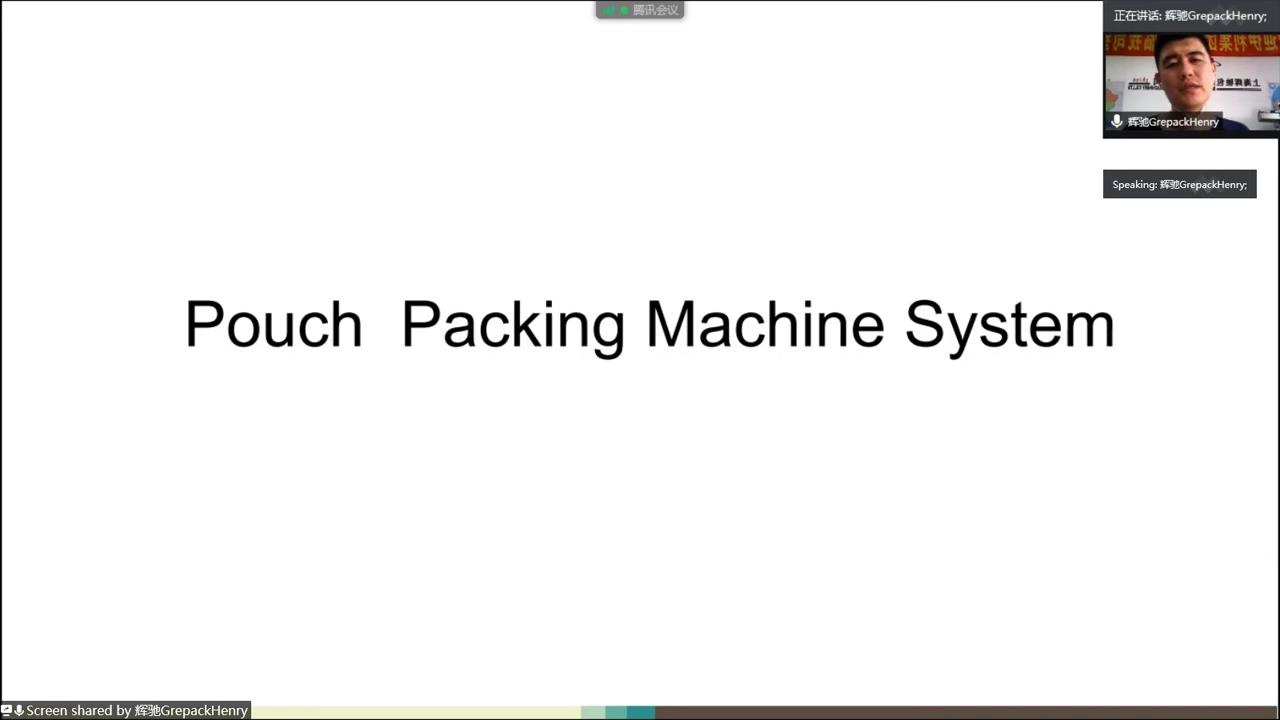 腾讯会议
正在讲话: 辉驰GrepackHenry;
辉驰GrepackHenry
Speaking: 辉驰GrepackHenry;
Pouch  Packing Machine System
Screen shared by 辉驰GrepackHenry